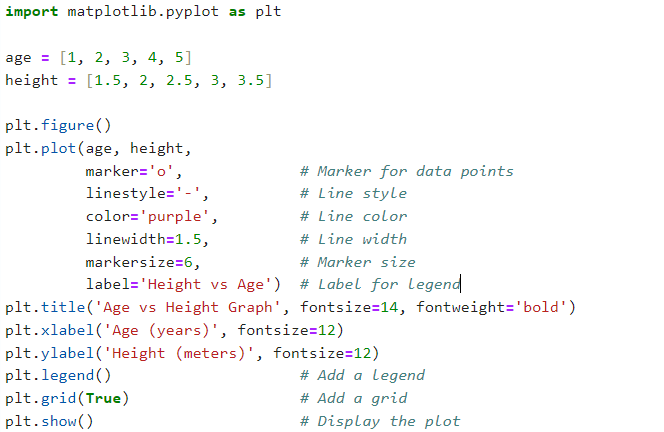 import matplotlib.pyplot as plt
age = [1, 2, 3, 4, 5]
height = [1.5, 2, 2.5, 3, 3.5]
plt.figure()
plt.plot(age, height,
         marker='o',             # Marker for data points
         linestyle='-',          # Line style
         color='purple',         # Line color
         linewidth=1.5,          # Line width
         markersize=6,           # Marker size
         label='Height vs Age')  # Label for legend
plt.title('Age vs Height Graph', fontsize=14, fontweight='bold')
plt.xlabel('Age (years)', fontsize=12)
plt.ylabel('Height (meters)', fontsize=12)
plt.legend()                     # Add a legend
plt.grid(True)                   # Add a grid
plt.show()                       # Display the plot